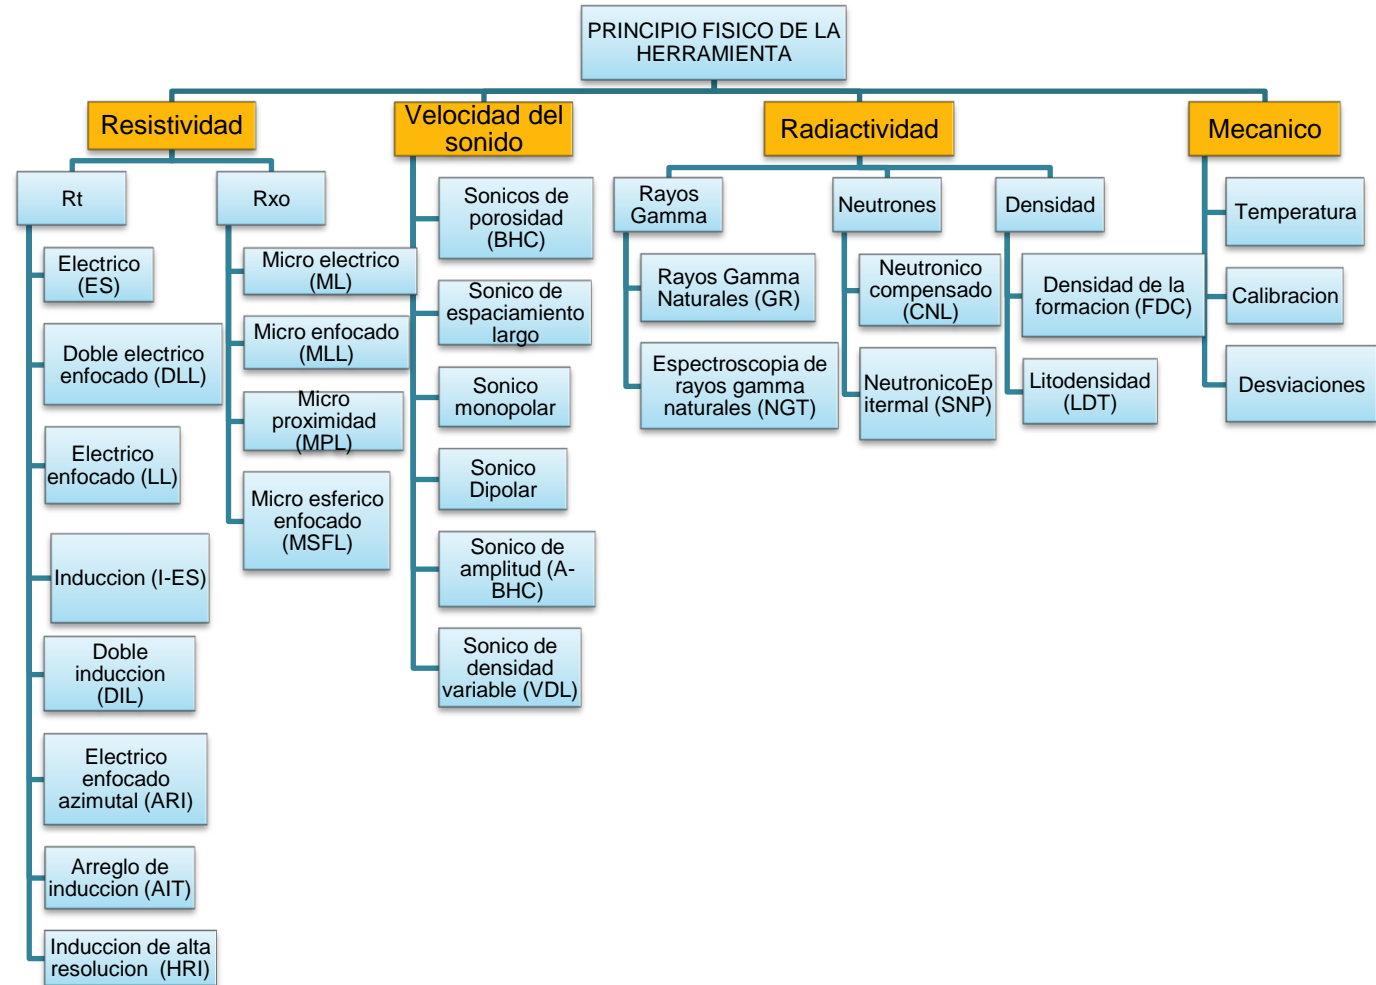 PRINCIPIO FISICO DE LA
HERRAMIENTA
Resistividad
Rt
Electrico
(ES)
Doble electrico
enfocado (DLL)
Electrico
enfocado (LL)
Induccion (I-ES)
Doble
induccion
(DIL)
Electrico
enfocado
azimutal (ARI)
Arreglo de
induccion (AIT)
Induccion de alta
resolucion  (HRI)
Rxo
Micro electrico
(ML)
Micro enfocado
(MLL)
Micro
proximidad
(MPL)
Micro esferico
enfocado
(MSFL)
Velocidad del
sonido
Sonicos de
porosidad
(BHC)
Sonico de
espaciamiento
largo
Sonico
monopolar
Sonico
Dipolar
Sonico de
amplitud (A-
BHC)
Sonico de
densidad
variable (VDL)
Radiactividad
Rayos
Gamma
Rayos Gamma
Naturales (GR)
Espectroscopia de
rayos gamma
naturales (NGT)
Neutrones
Neutronico
compensado
(CNL)
NeutronicoEp
itermal (SNP)
Densidad
Densidad de la
formacion (FDC)
Litodensidad
(LDT)
Mecanico
Temperatura
Calibracion
Desviaciones